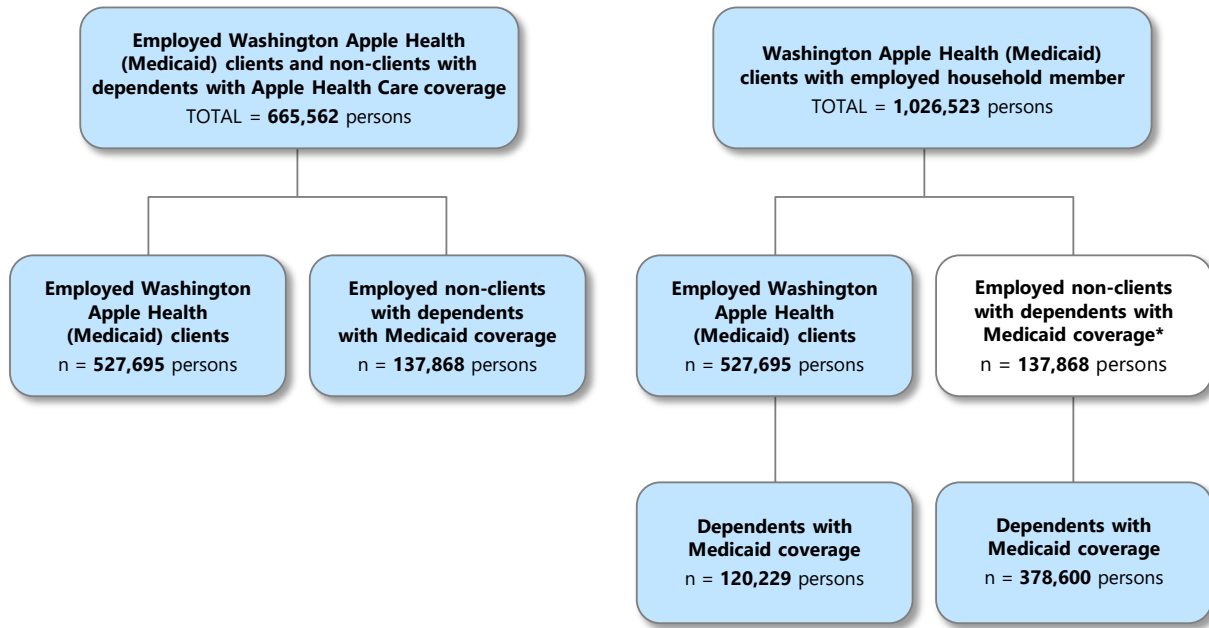 Employed Washington Apple Health
(Medicaid) clients and non-clients with
dependents with Apple Health Care coverage
TOTAL = 665,562 persons
Employed Washington
Apple Health
(Medicaid) clients
n = 527,695 persons
Employed non-clients
with dependents
with Medicaid coverage
n = 137,868 persons
Washington Apple Health (Medicaid)
clients with employed household member
TOTAL = 1,026,523 persons
Employed Washington
Apple Health
(Medicaid) clients
n = 527,695 persons
Employed non-clients
with dependents with
Medicaid coverage*
n = 137,868 persons
Dependents with
Medicaid coverage
n = 120,229 persons
Dependents with
Medicaid coverage
n = 378,600 persons